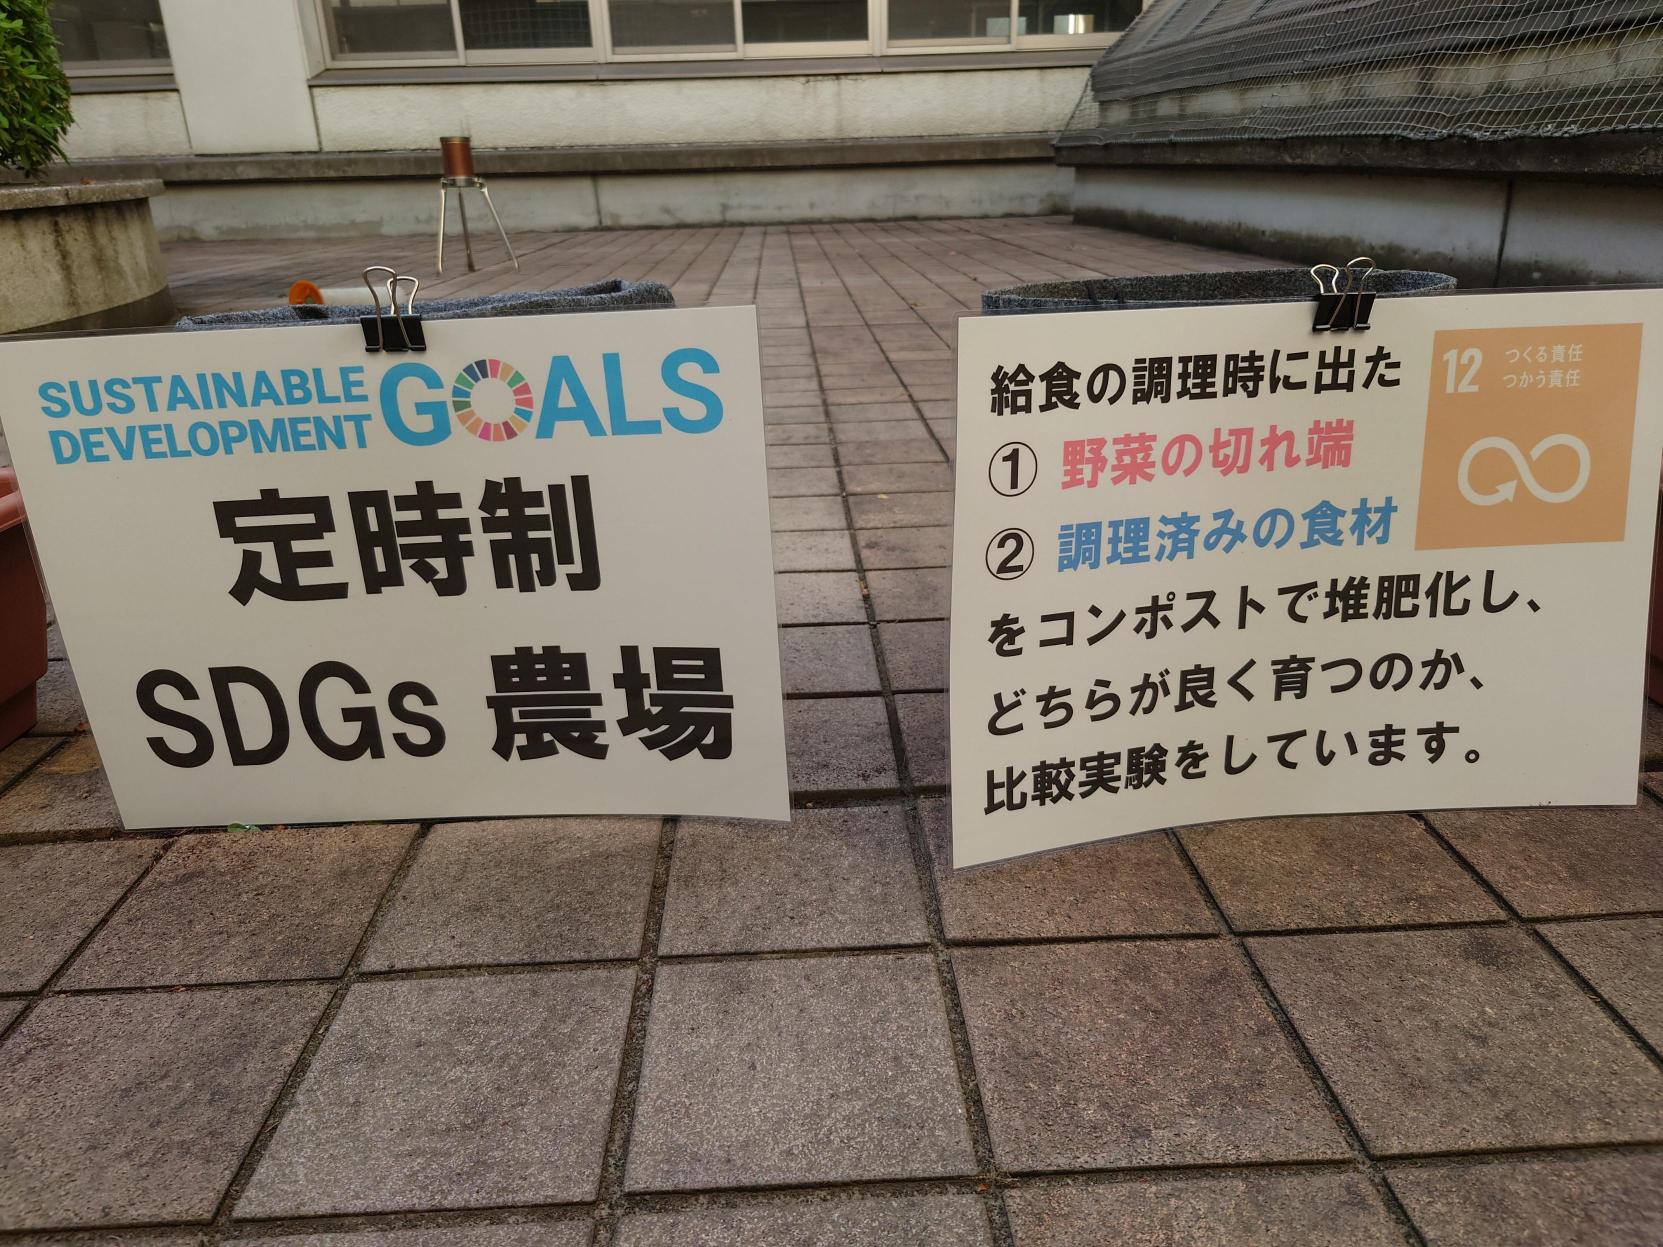 SUSTAINABLE
DEVELOPMENT
GOALS
定時制
SDGs 農場
給食の調理時に出た
① 野菜の切れ端
② 調理済みの食材
をコンポストで堆肥化し、
どちらが良く育つのか、
比較実験をしています。
12
つくる責任
つかう責任